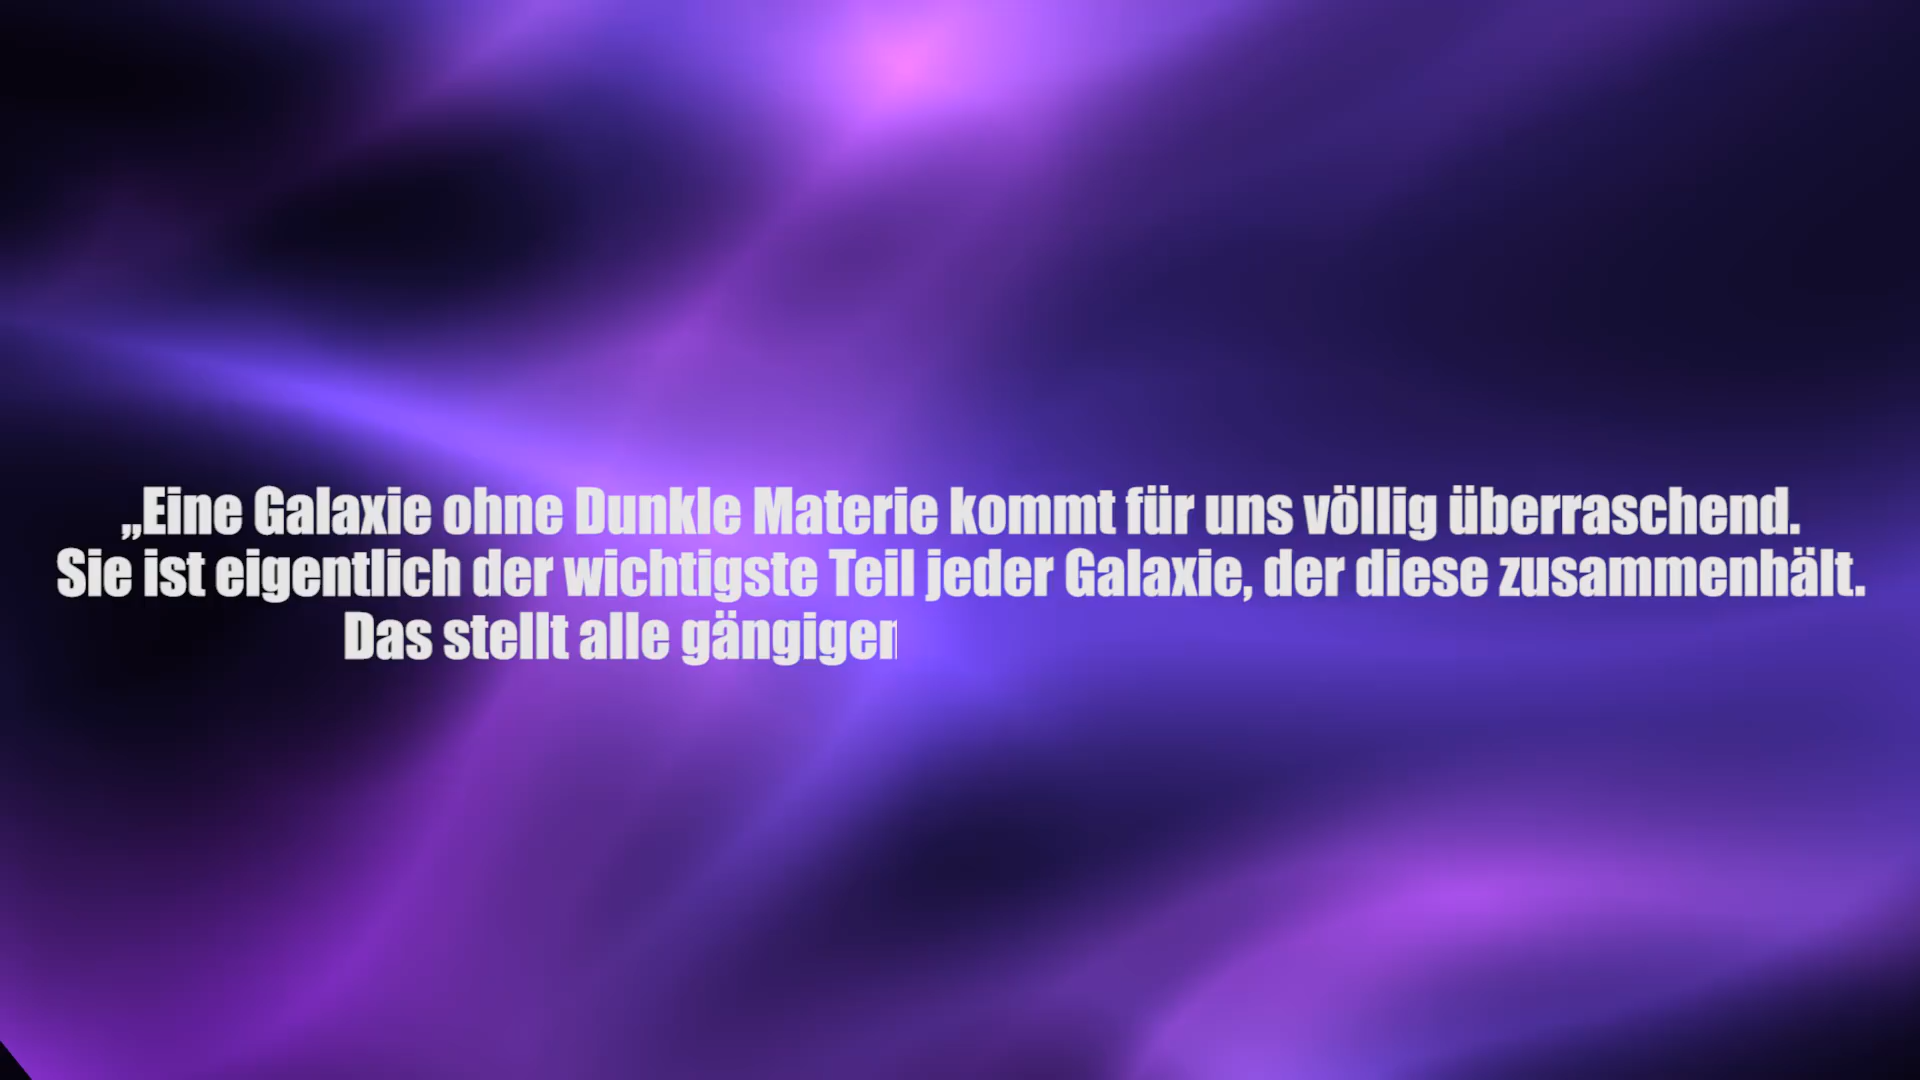 „Eine Galaxie ohne Dunkle Materie kommt für uns völlig überraschend.
Sie ist eigentlich der wichtigste Teil jeder Galaxie, der diese zusammenhält.
Das stellt alle